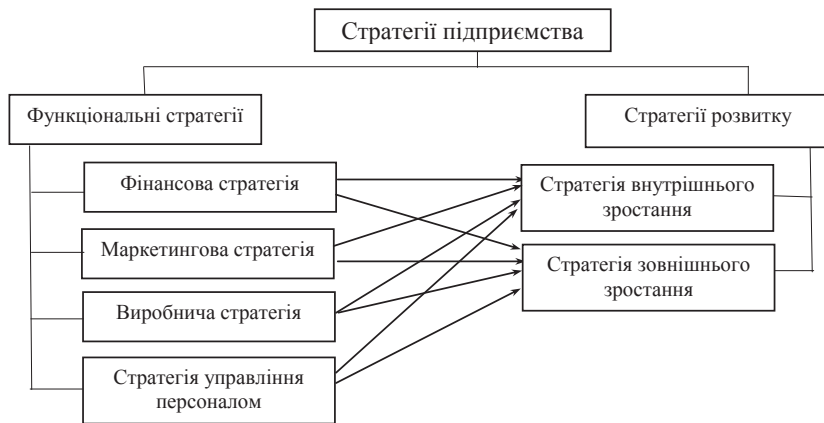 Стратегії підприємства
Функціональні стратегії
Стратегії розвитку
Фінансова стратегія
Маркетингова стратегія
Виробнича стратегія
Стратегія управління
персоналом
Стратегія внутрішнього
зростання
Стратегія зовнішнього
зростання